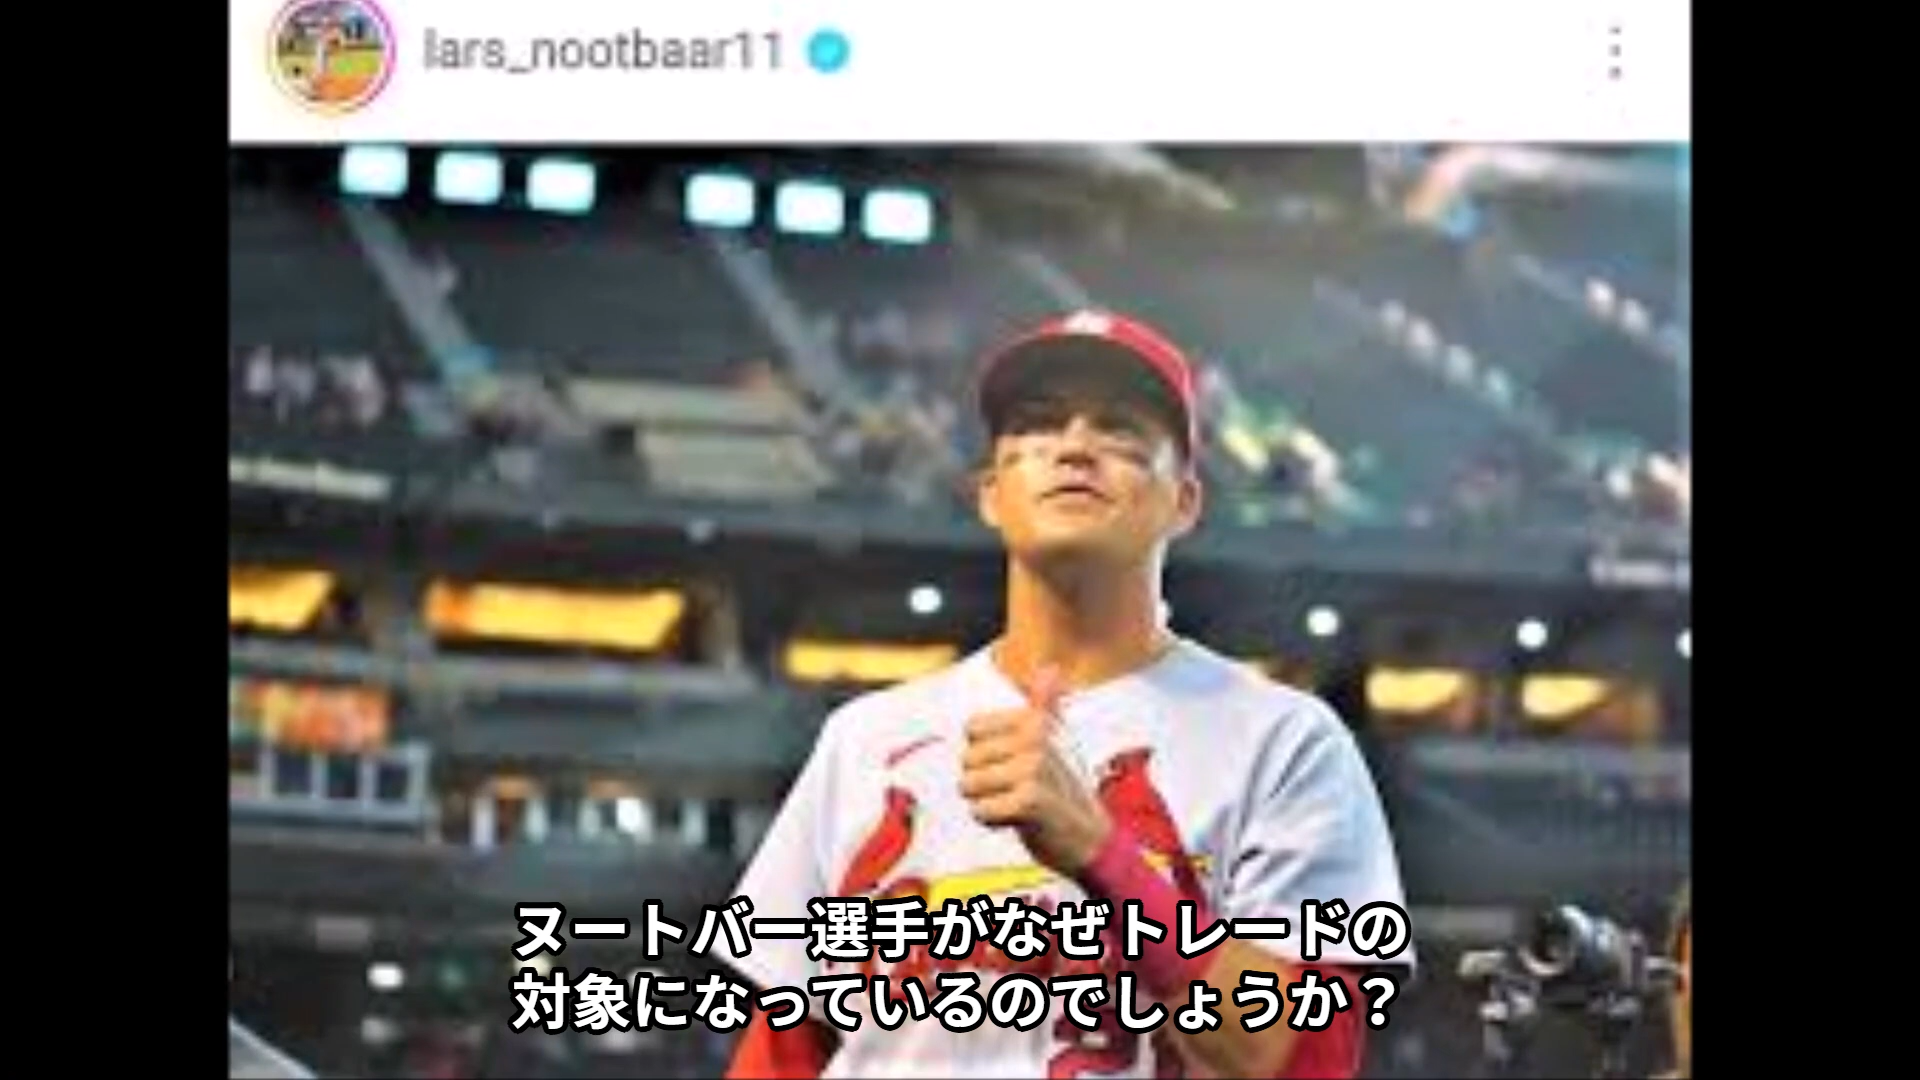 lars_nootbaar11
ヌートバー選手がなぜトレードの
対象になっているのでしょうか？